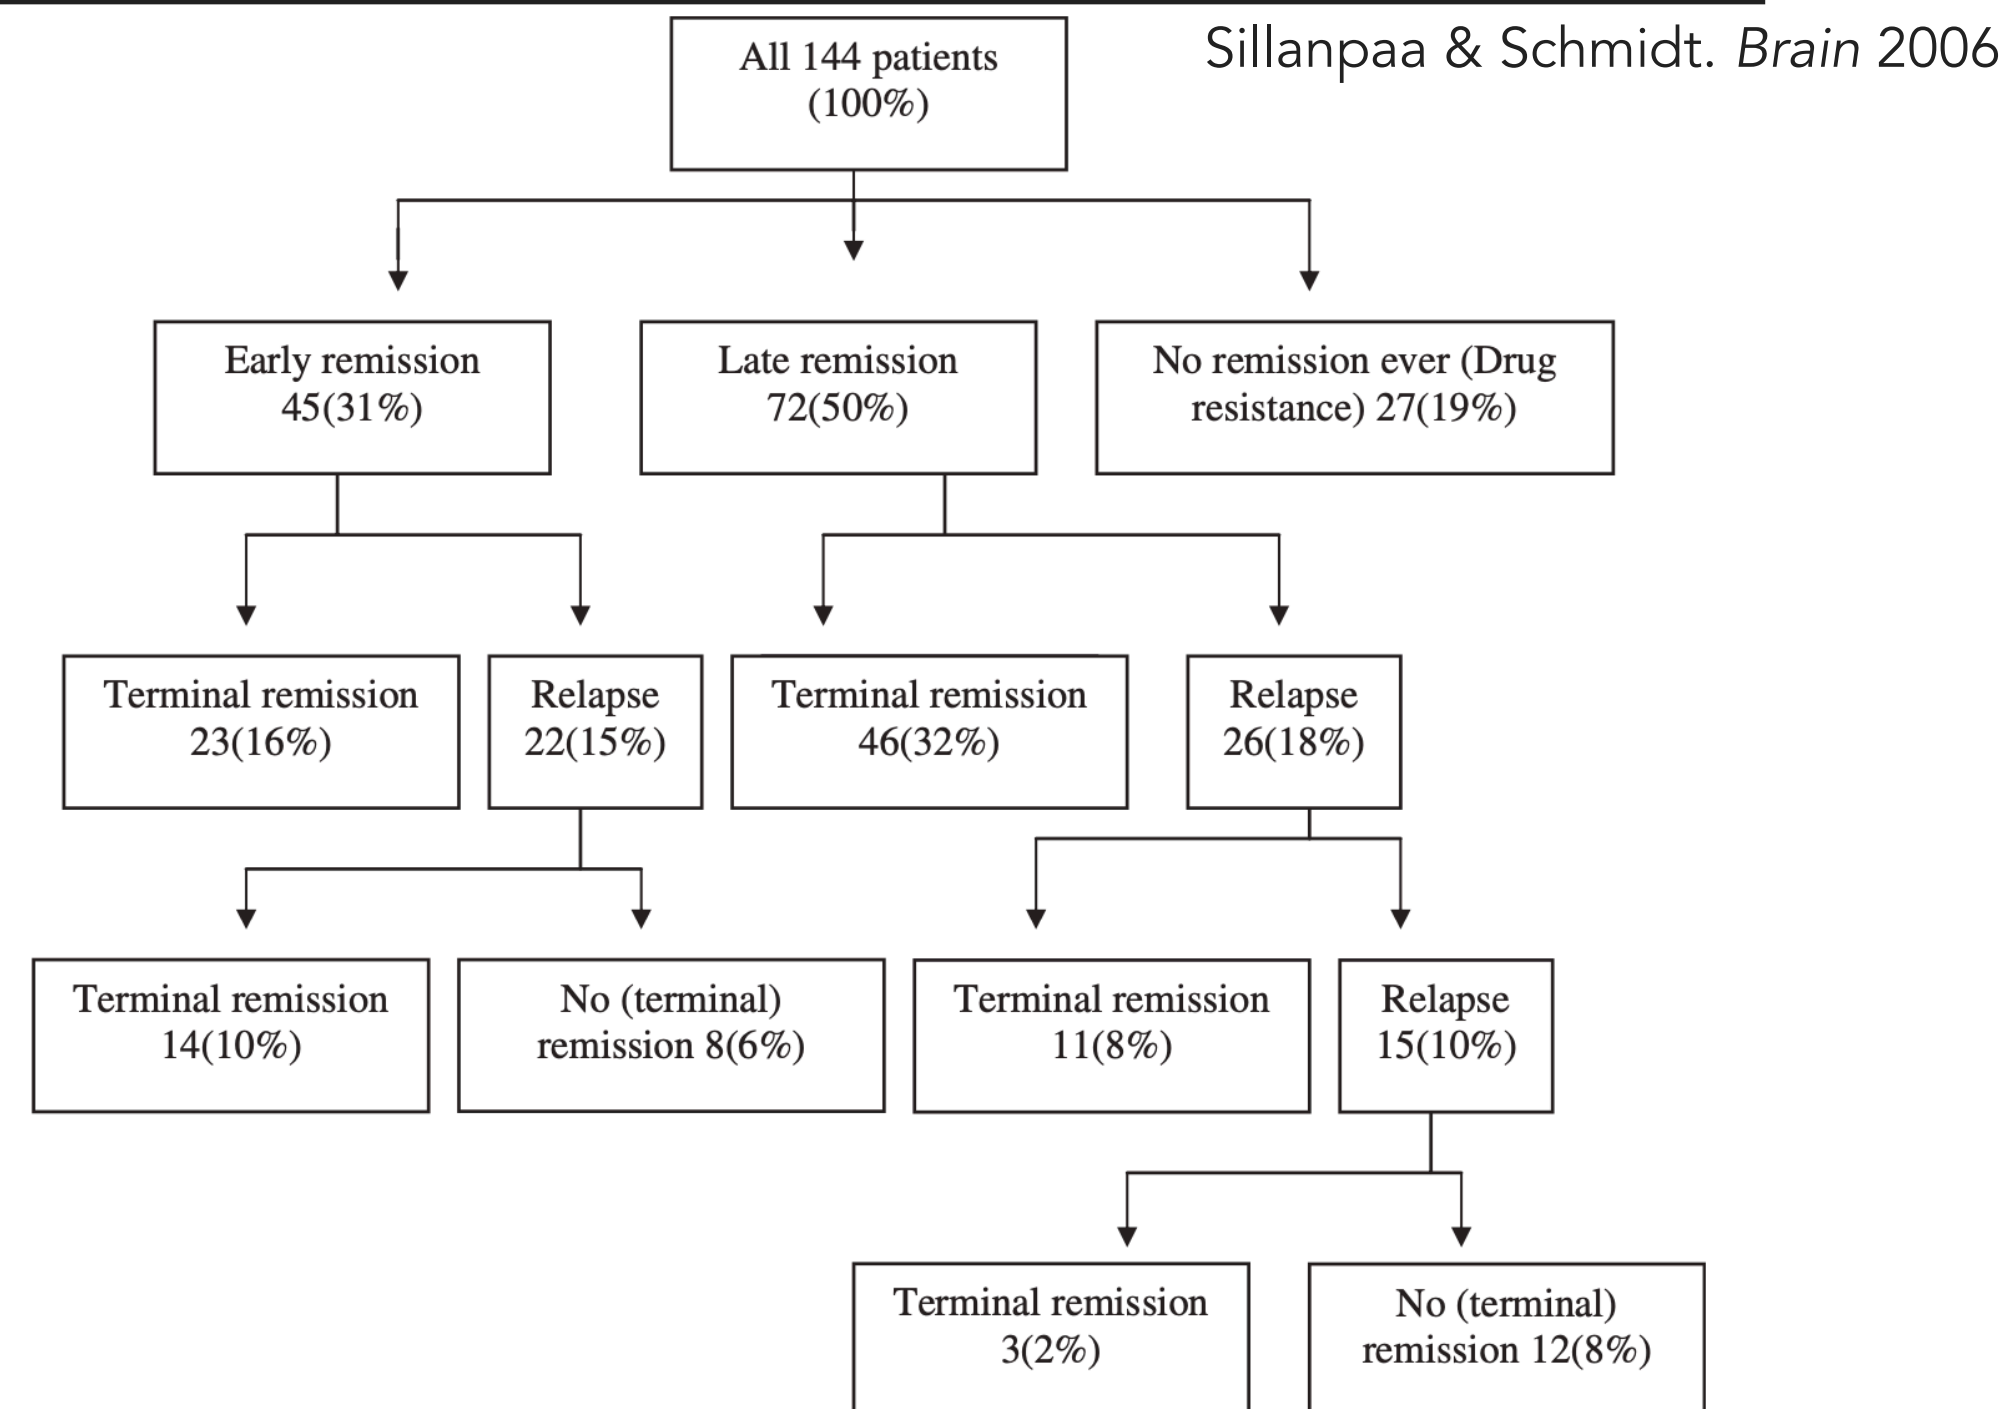 Sillanpaa & Schmidt. Brain 2006
All 144 patients
(100%)
Early remission
45(31%)
Late remission
72(50%)
No remission ever (Drug
resistance) 27(19%)
Terminal remission
23(16%)
Relapse
22(15%)
Terminal remission
46(32%)
Relapse
26(18%)
Terminal remission
14(10%)
No (terminal)
remission 8(6%)
Terminal remission
11(8%)
Relapse
15(10%)
Terminal remission
3(2%)
No (terminal)
remission 12(8%)